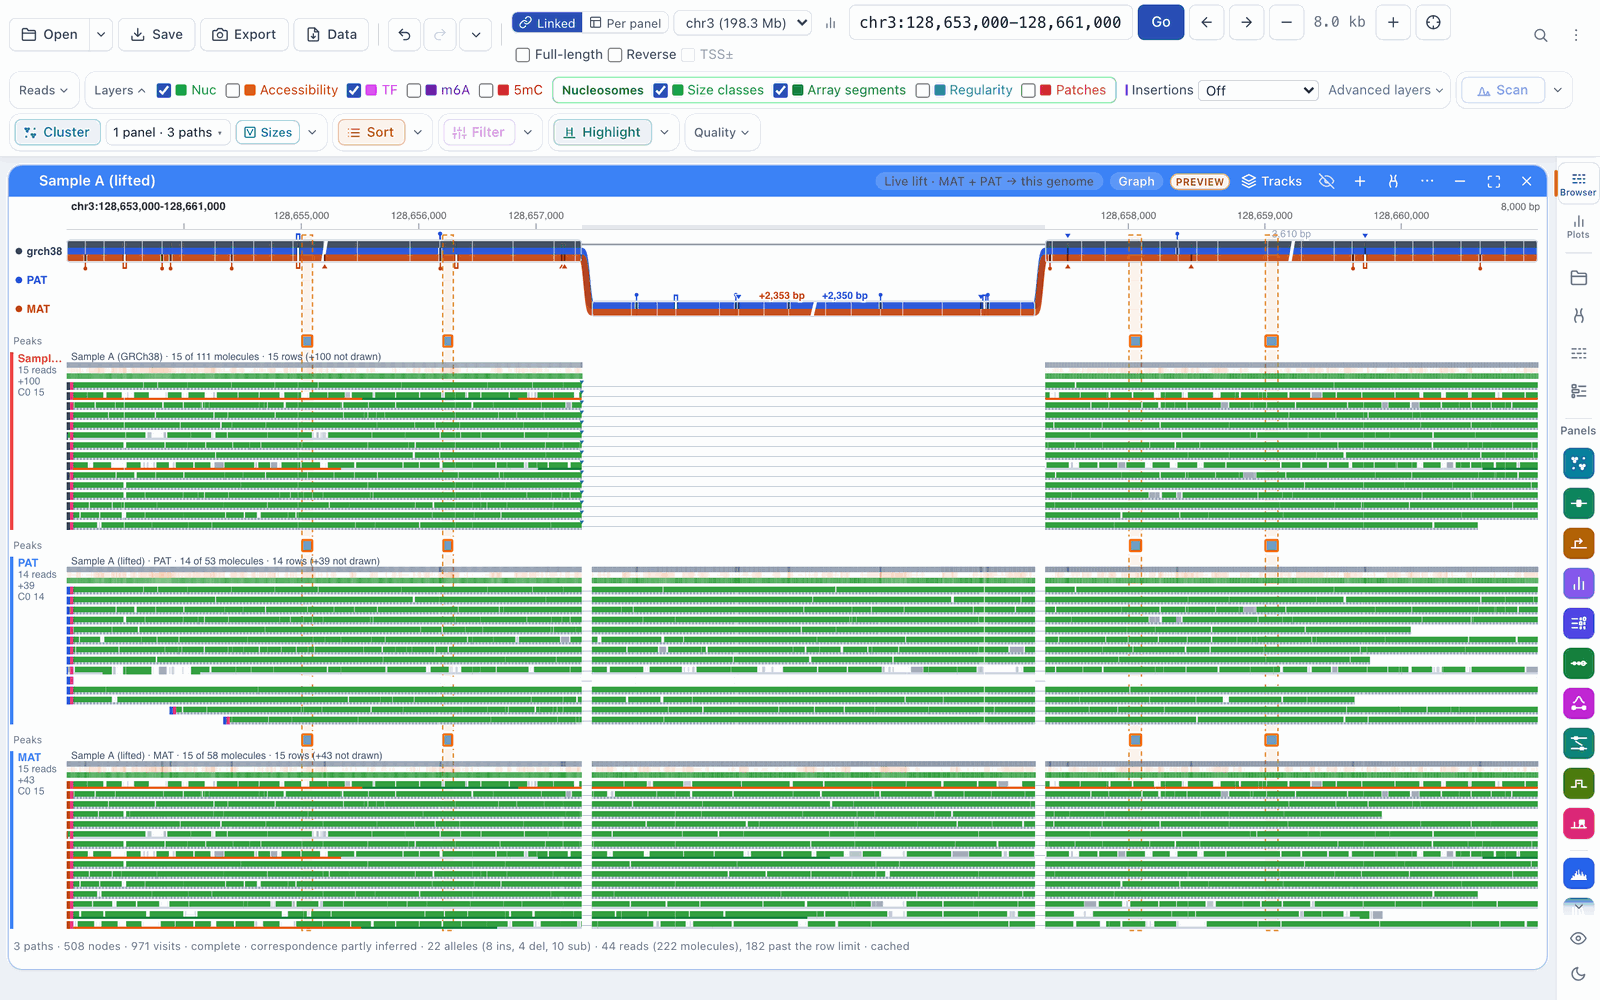 Open
Save
Export
Data
Linked
Per panel
chr3 (198.3 Mb)
chr3:128,653,000–128,661,000
Go
8.0 kb
Full-length
Reverse
TSS±
Reads
Layers
Nuc
Accessibility
TF
m6A
5mC
Nucleosomes
Size classes
Array segments
Regularity
Patches
Insertions
Off
Advanced layers
Scan
Cluster
1 panel · 3 paths
Sizes
Sort
Filter
Highlight
Quality
Sample A (lifted)
Live lift · MAT + PAT → this genome
Graph
PREVIEW
Tracks
Browser
Plots
Panels
chr3:128,653,000-128,661,000
8,000 bp
128,655,000
128,656,000
128,657,000
128,658,000
128,659,000
128,660,000
3,610 bp
grch38
PAT
MAT
+2,353 bp
+2,350 bp
Peaks
Sampl...
15 reads
+100
C0 15
Sample A (GRCh38) · 15 of 111 molecules · 15 rows (+100 not drawn)
Peaks
PAT
14 reads
+39
C0 14
Sample A (lifted) · PAT · 14 of 53 molecules · 14 rows (+39 not drawn)
Peaks
MAT
15 reads
+43
C0 15
Sample A (lifted) · MAT · 15 of 58 molecules · 15 rows (+43 not drawn)
3 paths · 508 nodes · 971 visits · complete · correspondence partly inferred · 22 alleles (8 ins, 4 del, 10 sub) · 44 reads (222 molecules), 182 past the row limit · cached